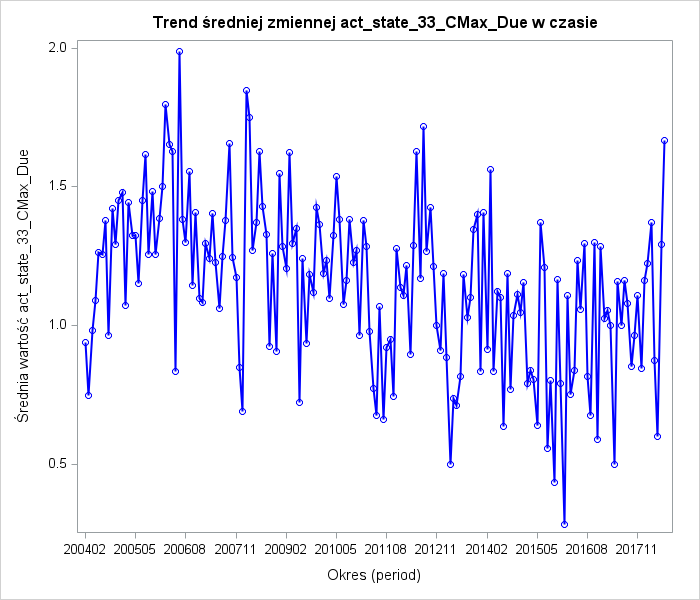 Trend średniej zmiennej act_state_33_CMax_Due w czasie
Średnia wartość act_state_33_CMax_Due
2.0
1.5
1.0
0.5
200402 200505 200608 200711 200902 201005 201108 201211 201402 201505 201608 201711
Okres (period)